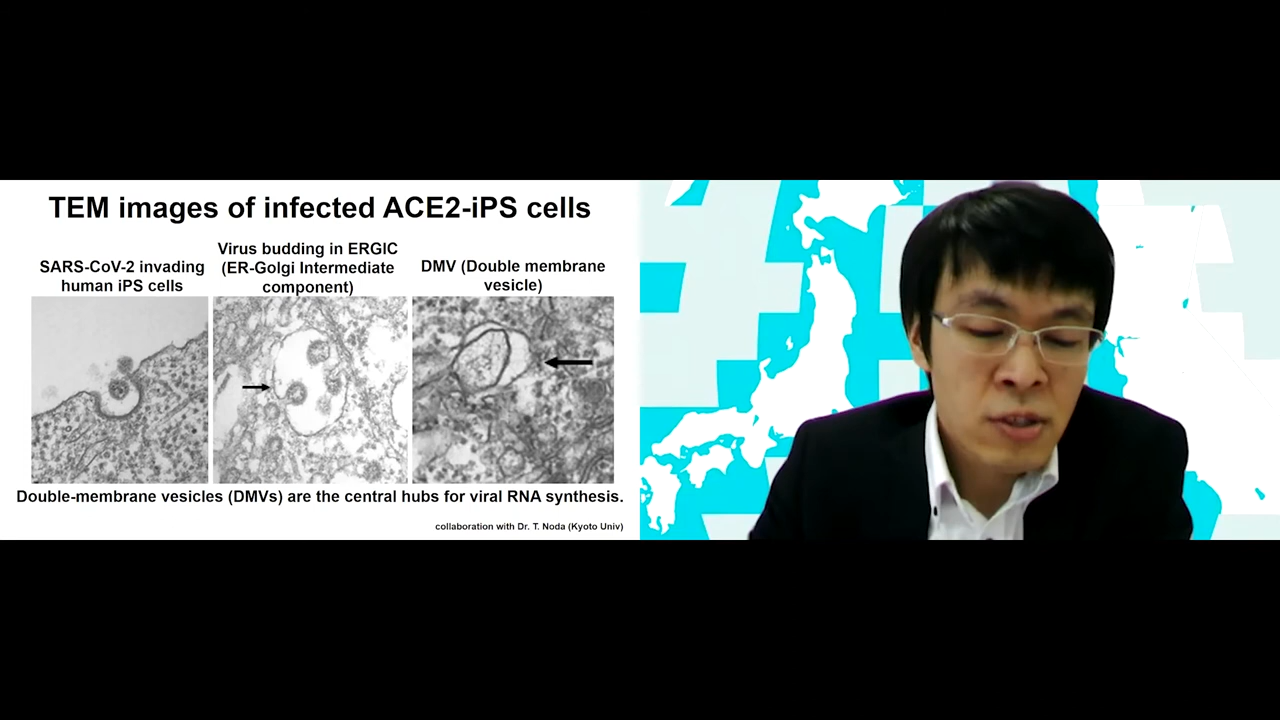 TEM images of infected ACE2-iPS cells
SARS-CoV-2 invading
human iPS cells
Virus budding in ERGIC
(ER-Golgi Intermediate
component)
DMV (Double membrane
vesicle)
Double-membrane vesicles (DMVs) are the central hubs for viral RNA synthesis.
collaboration with Dr. T. Noda (Kyoto Univ)